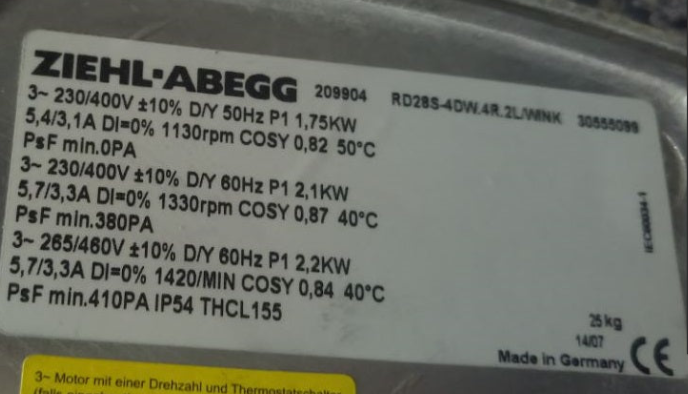 ZIEHL-ABEGG 209904 RD28S-4DW.4R.2L/WINK 30555099
3~ 230/400V ±10% D/Y 50Hz P1 1,75KW
5,4/3,1A DI=0% 1130rpm COSY 0,82 50°C
PsF min.0PA
3~ 230/400V ±10% D/Y 60Hz P1 2,1KW
5,7/3,3A DI=0% 1330rpm COSY 0,87 40°C
PsF min.380PA
3~ 265/460V ±10% D/Y 60Hz P1 2,2KW
5,7/3,3A DI=0% 1420/MIN COSY 0,84 40°C
PsF min.410PA IP54 THCL155
IEC60034-1
25kg
14/07
Made in Germany CE
3~ Motor mit einer Drehzahl und Thermostatschalter